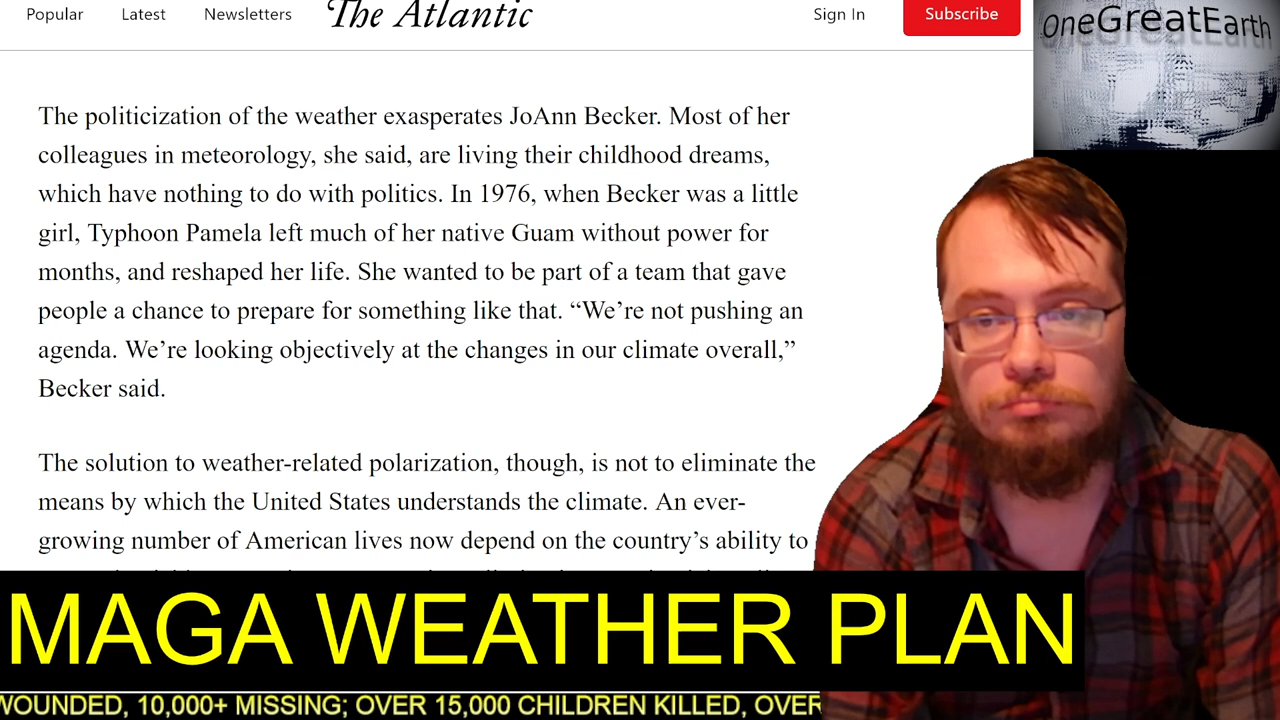 Popular Latest Newsletters The Atlantic Sign In Subscribe
OneGreatEarth
The politicization of the weather exasperates JoAnn Becker. Most of her
colleagues in meteorology, she said, are living their childhood dreams,
which have nothing to do with politics. In 1976, when Becker was a little
girl, Typhoon Pamela left much of her native Guam without power for
months, and reshaped her life. She wanted to be part of a team that gave
people a chance to prepare for something like that. “We’re not pushing an
agenda. We’re looking objectively at the changes in our climate overall,”
Becker said.
The solution to weather-related polarization, though, is not to eliminate the
means by which the United States understands the climate. An ever-
growing number of American lives now depend on the country’s ability to
MAGA WEATHER PLAN
WOUNDED, 10,000+ MISSING; OVER 15,000 CHILDREN KILLED, OVER